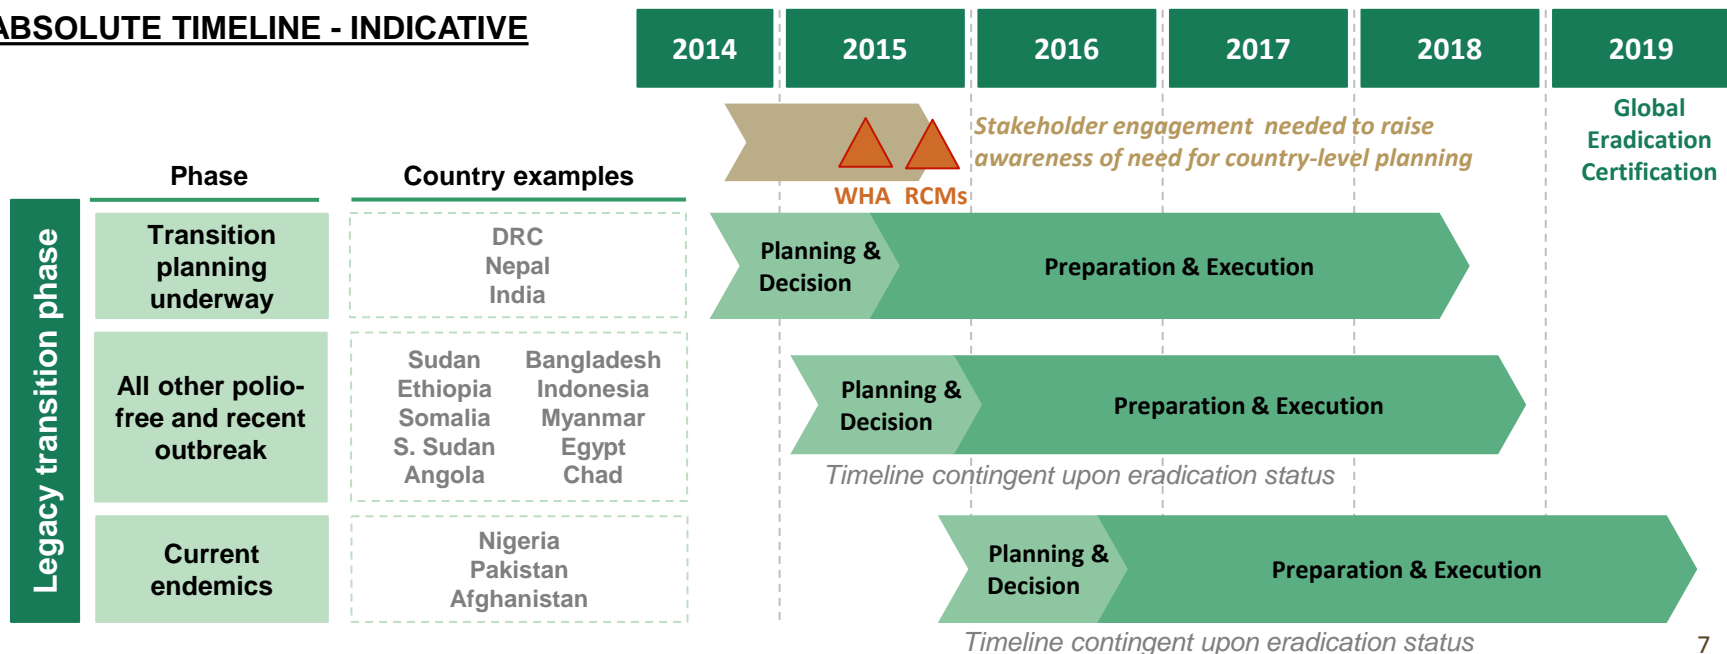 ABSOLUTE TIMELINE - INDICATIVE
2014 2015 2016 2017 2018 2019
Stakeholder engagement needed to raise
awareness of need for country-level planning
Global
Eradication
Certification
WHA RCMs
Phase
Country examples
Legacy transition phase
Transition
planning
underway
DRC
Nepal
India
Planning &
Decision
Preparation & Execution
All other polio-
free and recent
outbreak
Sudan Bangladesh
Ethiopia Indonesia
Somalia Myanmar
S. Sudan Egypt
Angola Chad
Planning &
Decision
Preparation & Execution
Timeline contingent upon eradication status
Current
endemics
Nigeria
Pakistan
Afghanistan
Planning &
Decision
Preparation & Execution
Timeline contingent upon eradication status
7